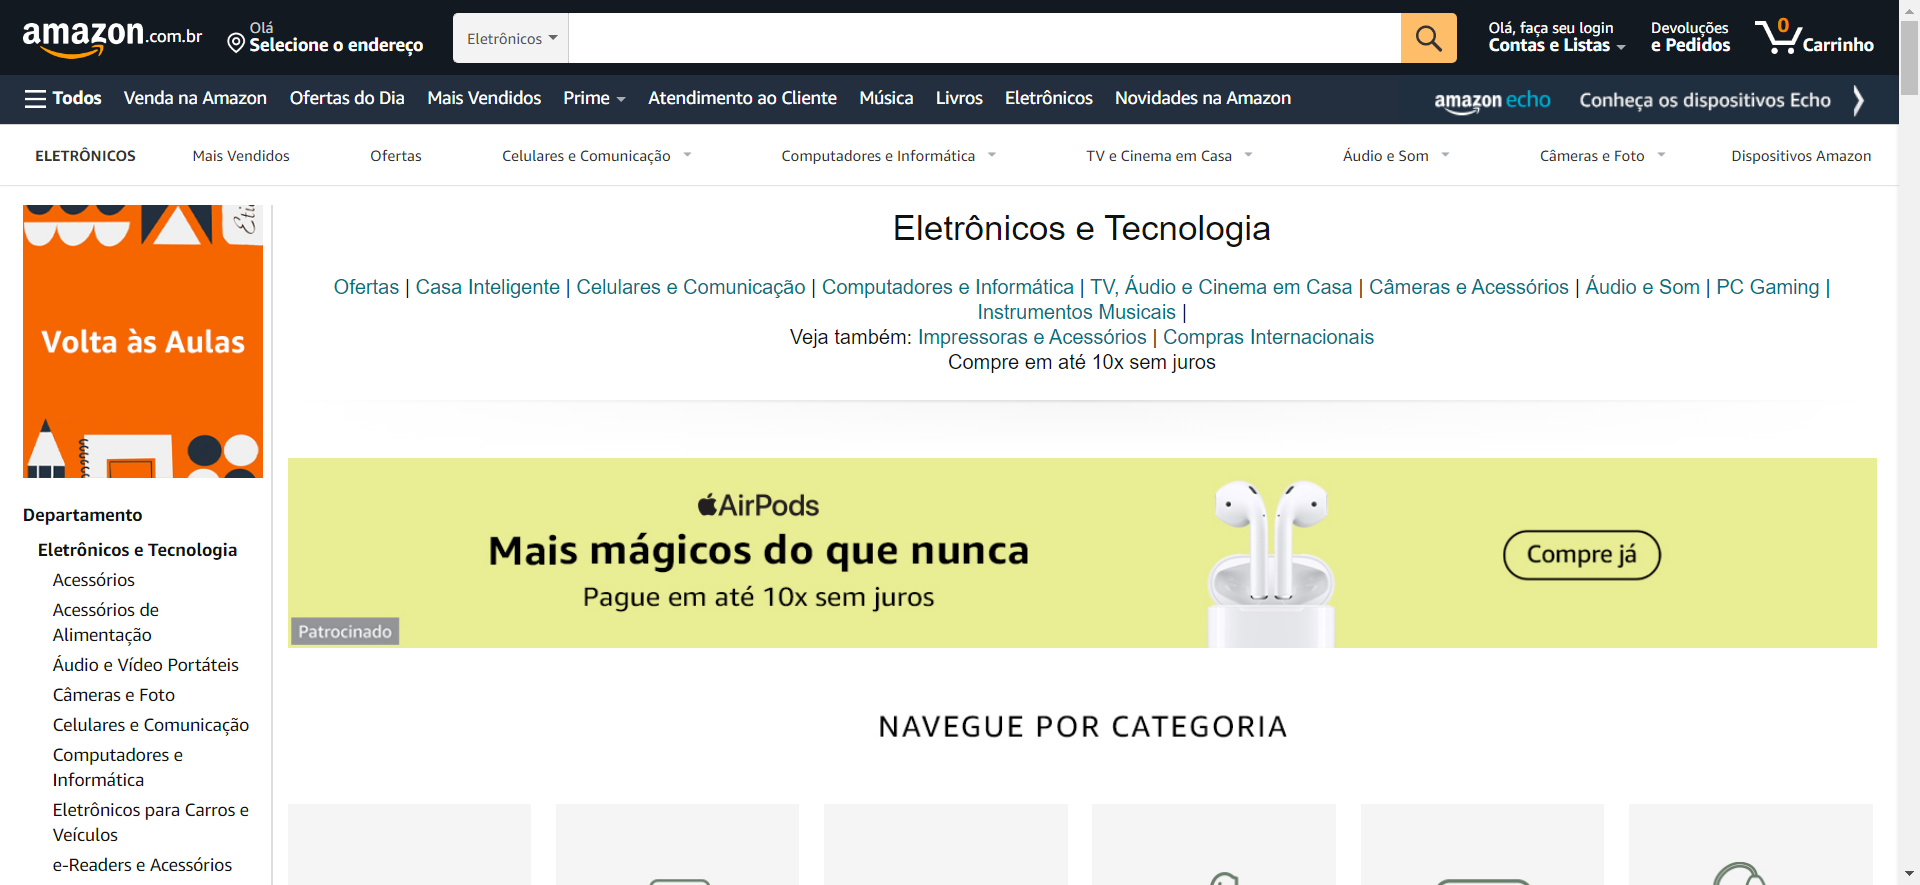 amazon.com.br
Olá
Selecione o endereço
Eletrônicos
Olá, faça seu login
Contas e Listas
Devoluções
e Pedidos
0
Carrinho
Todos
Venda na Amazon
Ofertas do Dia
Mais Vendidos
Prime
Atendimento ao Cliente
Música
Livros
Eletrônicos
Novidades na Amazon
amazon echo
Conheça os dispositivos Echo
ELETRÔNICOS
Mais Vendidos
Ofertas
Celulares e Comunicação
Computadores e Informática
TV e Cinema em Casa
Áudio e Som
Câmeras e Foto
Dispositivos Amazon
Volta às Aulas
Departamento
Eletrônicos e Tecnologia
Acessórios
Acessórios de
Alimentação
Áudio e Vídeo Portáteis
Câmeras e Foto
Celulares e Comunicação
Computadores e
Informática
Eletrônicos para Carros e
Veículos
e-Readers e Acessórios
Eletrônicos e Tecnologia
Ofertas | Casa Inteligente | Celulares e Comunicação | Computadores e Informática | TV, Áudio e Cinema em Casa | Câmeras e Acessórios | Áudio e Som | PC Gaming |
Instrumentos Musicais |
Veja também: Impressoras e Acessórios | Compras Internacionais
Compre em até 10x sem juros
AirPods
Mais mágicos do que nunca
Pague em até 10x sem juros
Compre já
Patrocinado
NAVEGUE POR CATEGORIA